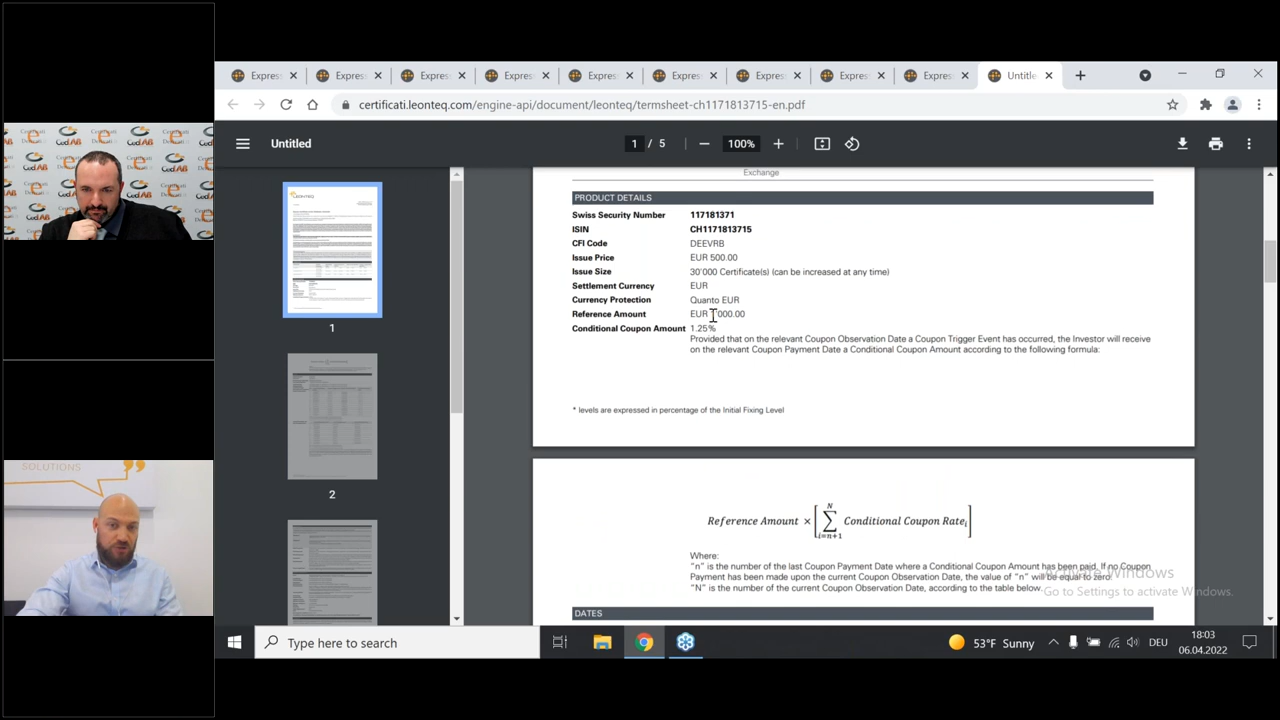 Expres
Expres
Expres
Expres
Expres
Expres
Expres
Expres
Expres
Untitle
certificati.leonteq.com/engine-api/document/leonteq/termsheet-ch1171813715-en.pdf
Untitled
1 / 5
100%
1
2
Exchange
PRODUCT DETAILS
Swiss Security Number 117181371
ISIN CH1171813715
CFI Code DEEVRB
Issue Price EUR 500.00
Issue Size 30'000 Certificate(s) (can be increased at any time)
Settlement Currency EUR
Currency Protection Quanto EUR
Reference Amount EUR 000.00
Conditional Coupon Amount 1.25%
Provided that on the relevant Coupon Observation Date a Coupon Trigger Event has occurred, the Investor will receive
on the relevant Coupon Payment Date a Conditional Coupon Amount according to the following formula:
* levels are expressed in percentage of the Initial Fixing Level
Reference Amount × [ N ∑ i=n+1 Conditional Coupon Rate i ]
Where:
"n" is the number of the last Coupon Payment Date where a Conditional Coupon Amount has been paid. If no Coupon
Payment has been made upon the current Coupon Observation Date, the value of "n" will be equal to zero.
"N" is the number of the current Coupon Observation Date, according to the table below.
DATES
Activate Windows
Go to Settings to activate Windows.
Type here to search
53°F Sunny
DEU
18:03
06.04.2022
SOLUTIONS
Certificati
Derivati
CedLAB